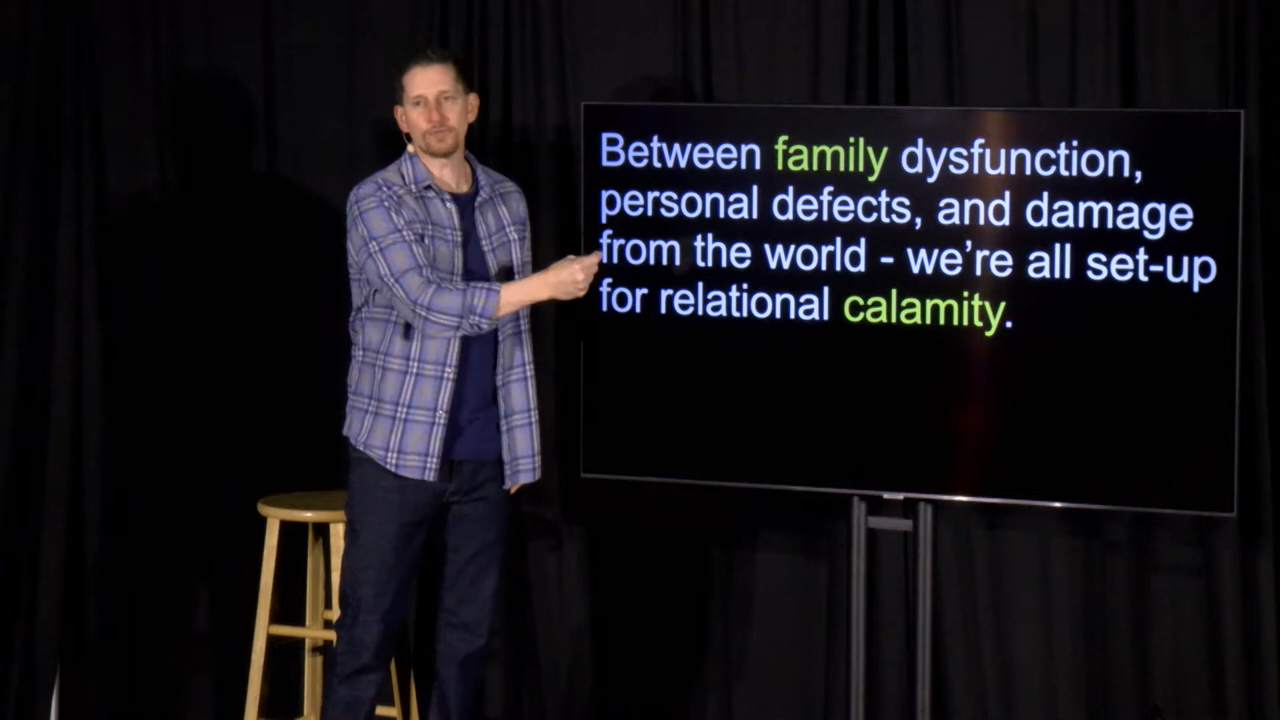 Between family dysfunction,
personal defects, and damage
from the world - we're all set-up
for relational calamity.